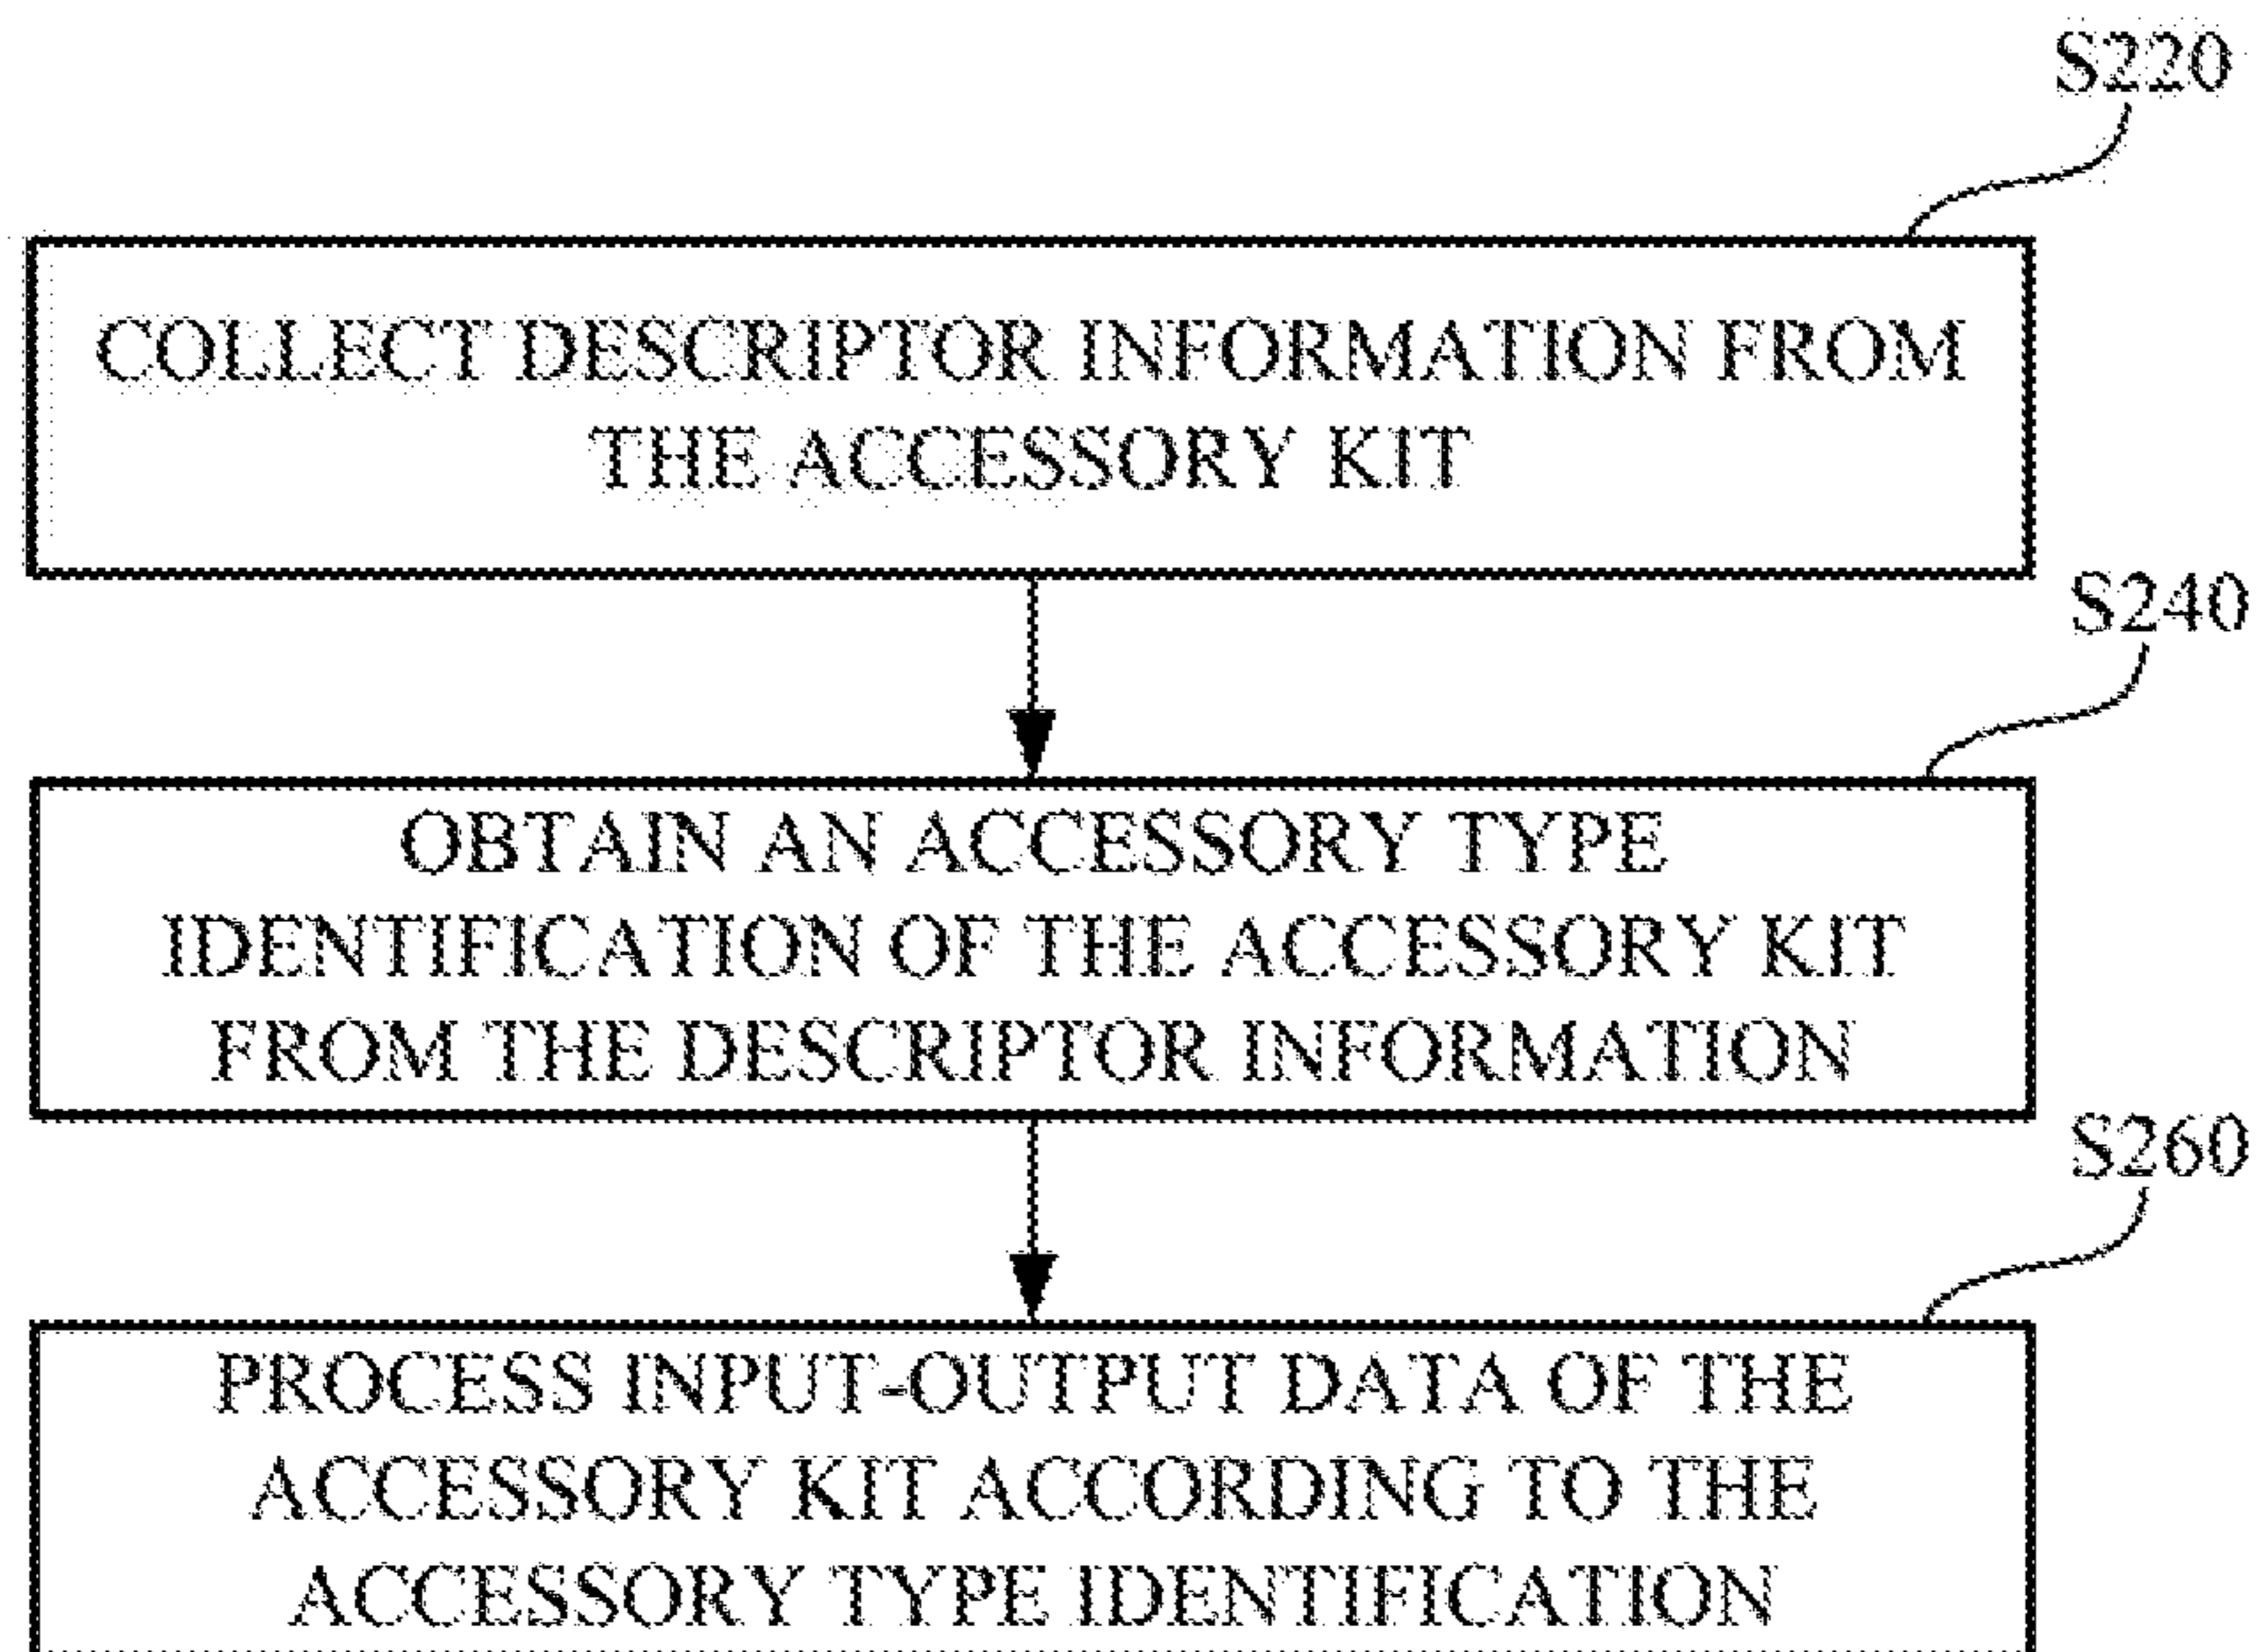 S220
COLLECT DESCRIPTOR INFORMATION FROM
THE ACCESSORY KIT
S240
OBTAIN AN ACCESSORY TYPE
IDENTIFICATION OF THE ACCESSORY KIT
FROM THE DESCRIPTOR INFORMATION
S260
PROCESS INPUT-OUTPUT DATA OF THE
ACCESSORY KIT ACCORDING TO THE
ACCESSORY TYPE IDENTIFICATION